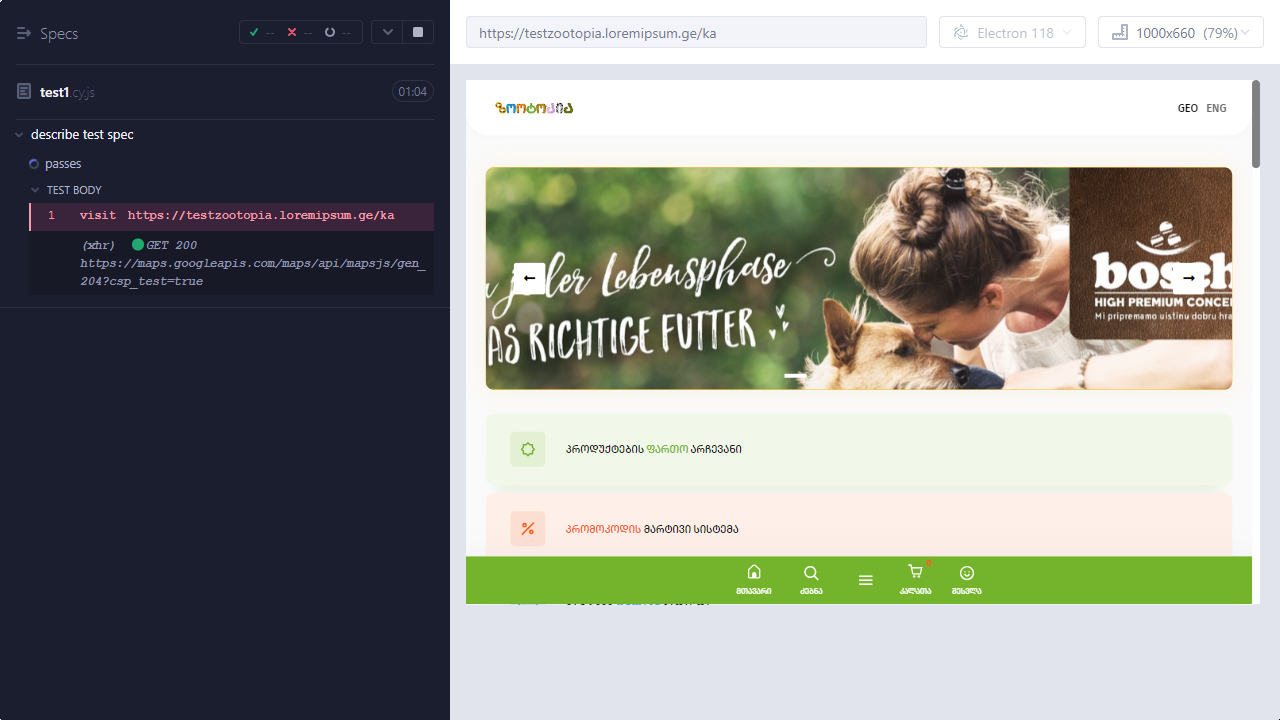 Specs
--
--
--
test1.cy.js
01:04
describe test spec
passes
TEST BODY
1 visit https://testzootopia.loremipsum.ge/ka
(xhr) GET 200
https://maps.googleapis.com/maps/api/mapsjs/gen_
204?csp_test=true
https://testzootopia.loremipsum.ge/ka
Electron 118
1000x660 (79%)
ზოოტოპია
GEO ENG
jeder Lebensphase
AS RICHTIGE FUTTER
bosch
HIGH PREMIUM CONCE
Mi pripremamo uistinu dobru hra
პროდუქტების ფართო არჩევანი
პრომოკოდის მარტივი სისტემა
მთავარი
ძებნა
კალათა
0
შესვლა